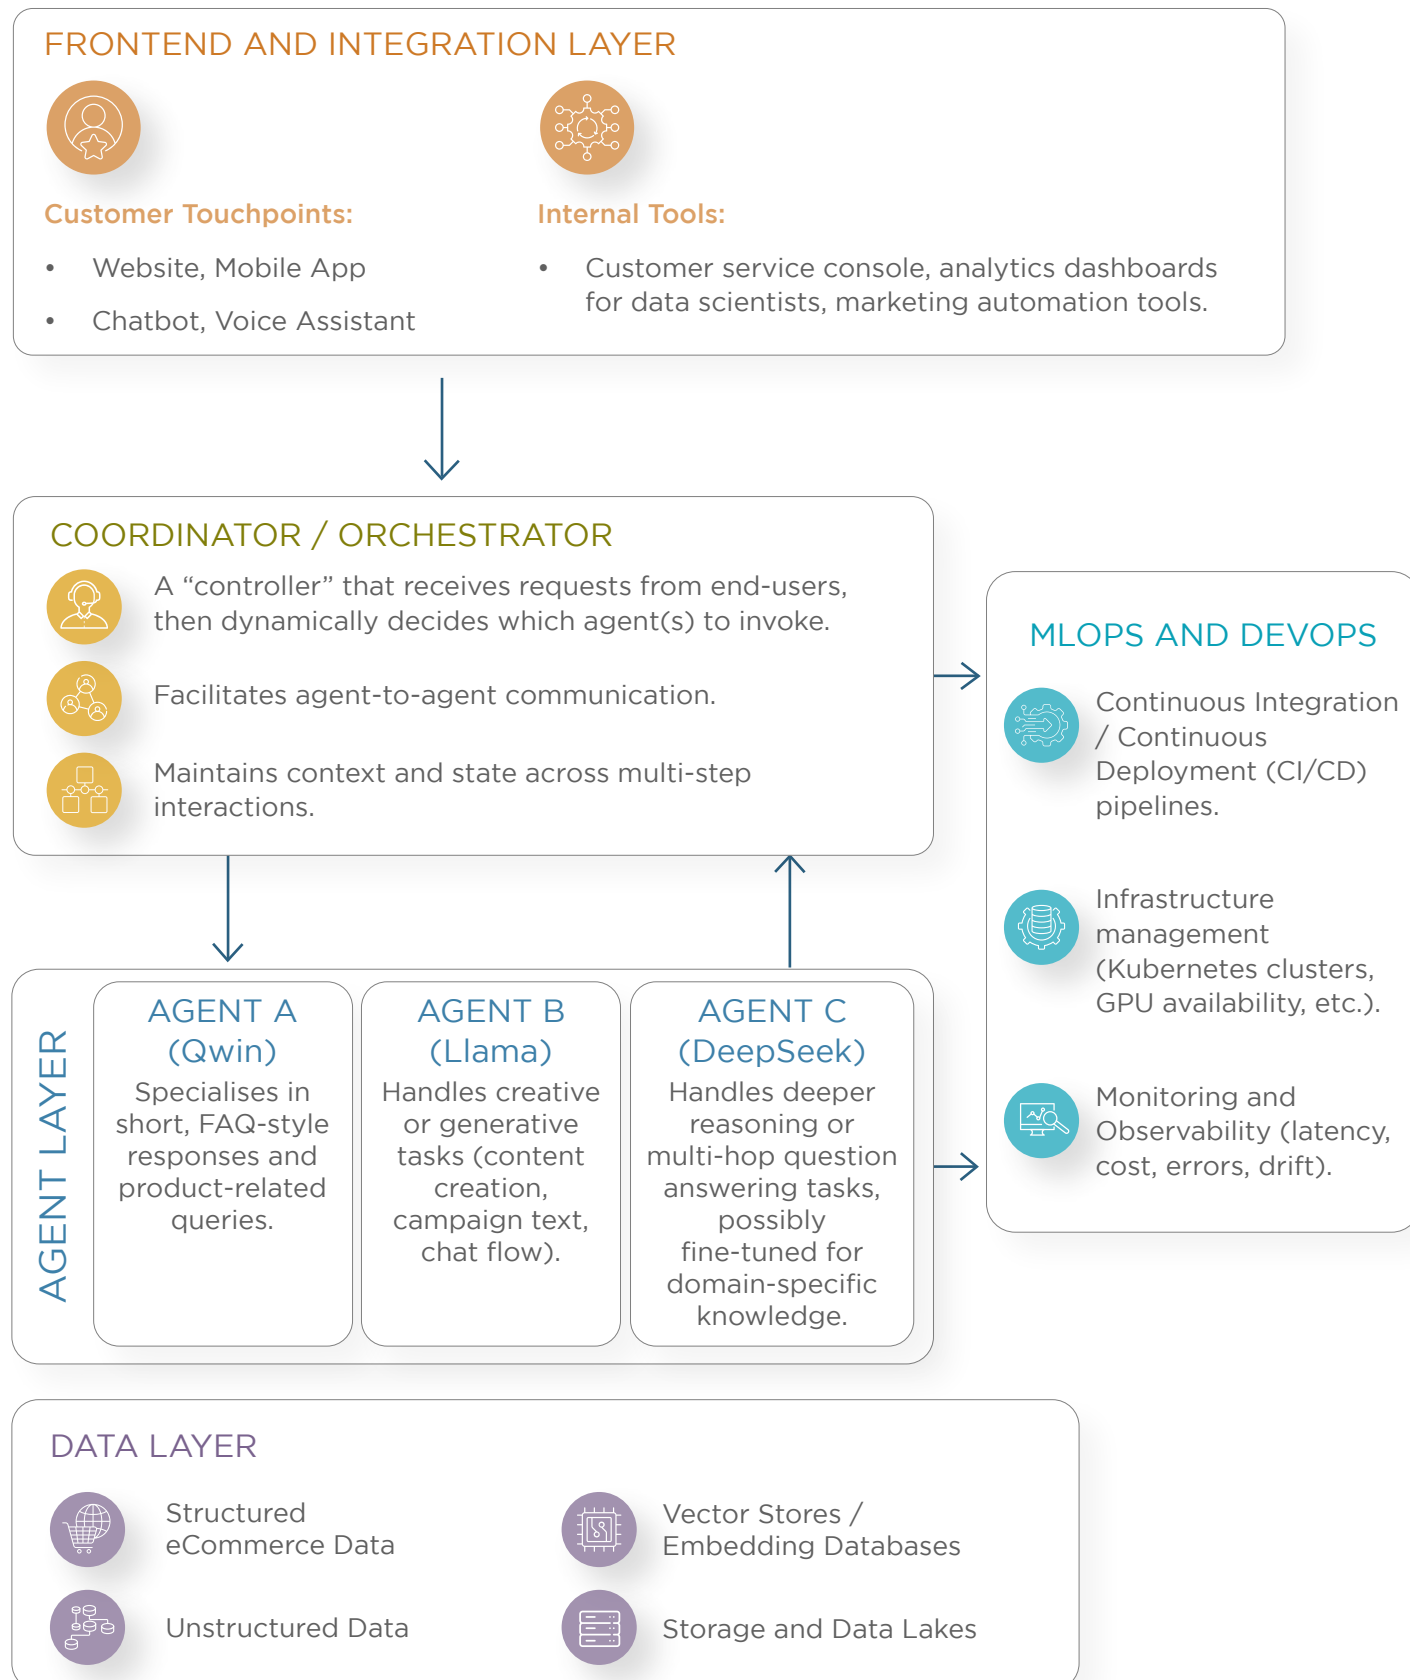 FRONTEND AND INTEGRATION LAYER
Customer Touchpoints:
• Website, Mobile App
• Chatbot, Voice Assistant
Internal Tools:
• Customer service console, analytics dashboards
for data scientists, marketing automation tools.
COORDINATOR / ORCHESTRATOR
A “controller” that receives requests from end-users,
then dynamically decides which agent(s) to invoke.
Facilitates agent-to-agent communication.
Maintains context and state across multi-step
interactions.
MLOPS AND DEVOPS
Continuous Integration
/ Continuous
Deployment (CI/CD)
pipelines.
Infrastructure
management
(Kubernetes clusters,
GPU availability, etc.).
Monitoring and
Observability (latency,
cost, errors, drift).
AGENT LAYER
AGENT A
(Qwin)
Specialises in
short, FAQ-style
responses and
product-related
queries.
AGENT B
(Llama)
Handles creative
or generative
tasks (content
creation,
campaign text,
chat flow).
AGENT C
(DeepSeek)
Handles deeper
reasoning or
multi-hop question
answering tasks,
possibly
fine-tuned for
domain-specific
knowledge.
DATA LAYER
Structured
eCommerce Data
Unstructured Data
Vector Stores /
Embedding Databases
Storage and Data Lakes